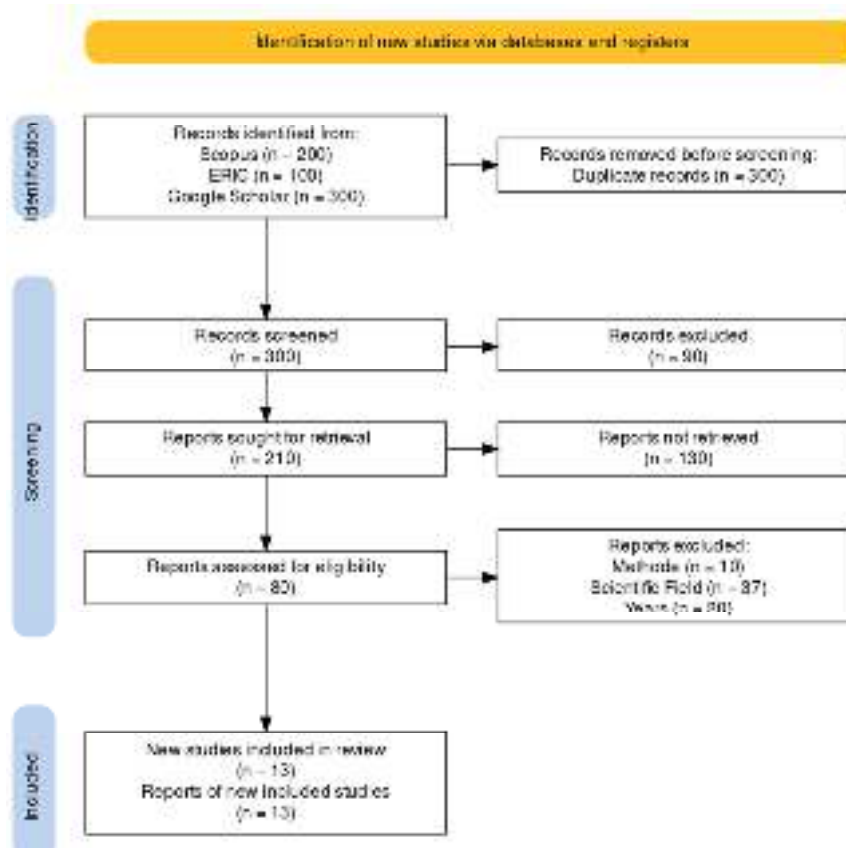 Identification of new studies via databases and registers
Identification
Records identified from:
Scopus (n = 200)
ERIC (n = 100)
Google Scholar (n = 300)
Records removed before screening:
Duplicate records (n = 300)
Screening
Records screened
(n = 300)
Records excluded
(n = 90)
Reports sought for retrieval
(n = 210)
Reports not retrieved
(n = 130)
Reports assessed for eligibility
(n = 80)
Reports excluded:
(n = 10)
Scientific Field (n = 37)
Years (n = 20)
Included
New studies included in review
(n = 13)
Reports of new included studies
(n = 13)